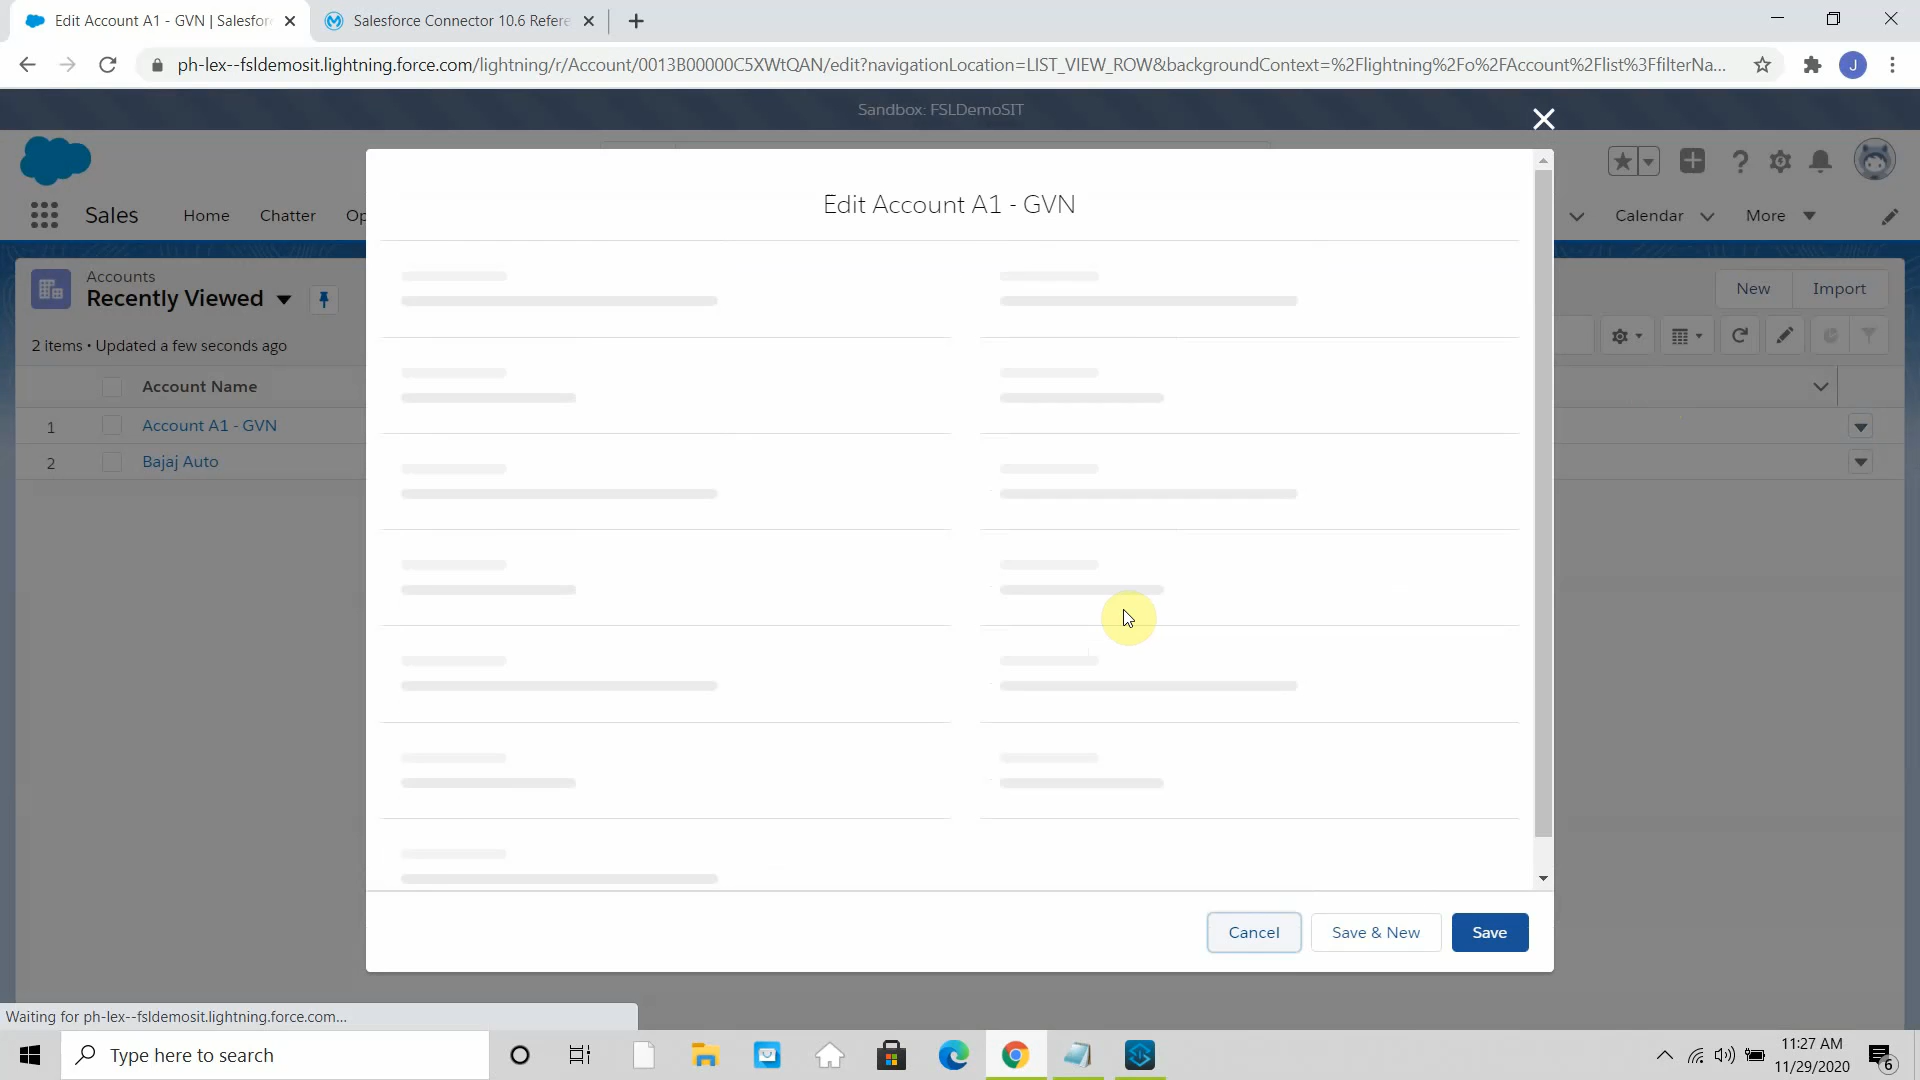 Edit Account A1 - GVN | Salesfor
Salesforce Connector 10.6 Refere
ph-lex--fsldemosit.lightning.force.com/lightning/r/Account/0013B00000C5XWtQAN/edit?navigationLocation=LIST_VIEW_ROW&backgroundContext=%2Flightning%2Fo%2FAccount%2Flist%3FfilterNa...
J
Sandbox: FSLDemoSIT
Sales
Home
Chatter
Op
Calendar
More
Edit Account A1 - GVN
Accounts
Recently Viewed
New
Import
2 items • Updated a few seconds ago
Account Name
1
Account A1 - GVN
2
Bajaj Auto
Cancel
Save & New
Save
Waiting for ph-lex--fsldemosit.lightning.force.com...
Type here to search
11:27 AM
11/29/2020
6